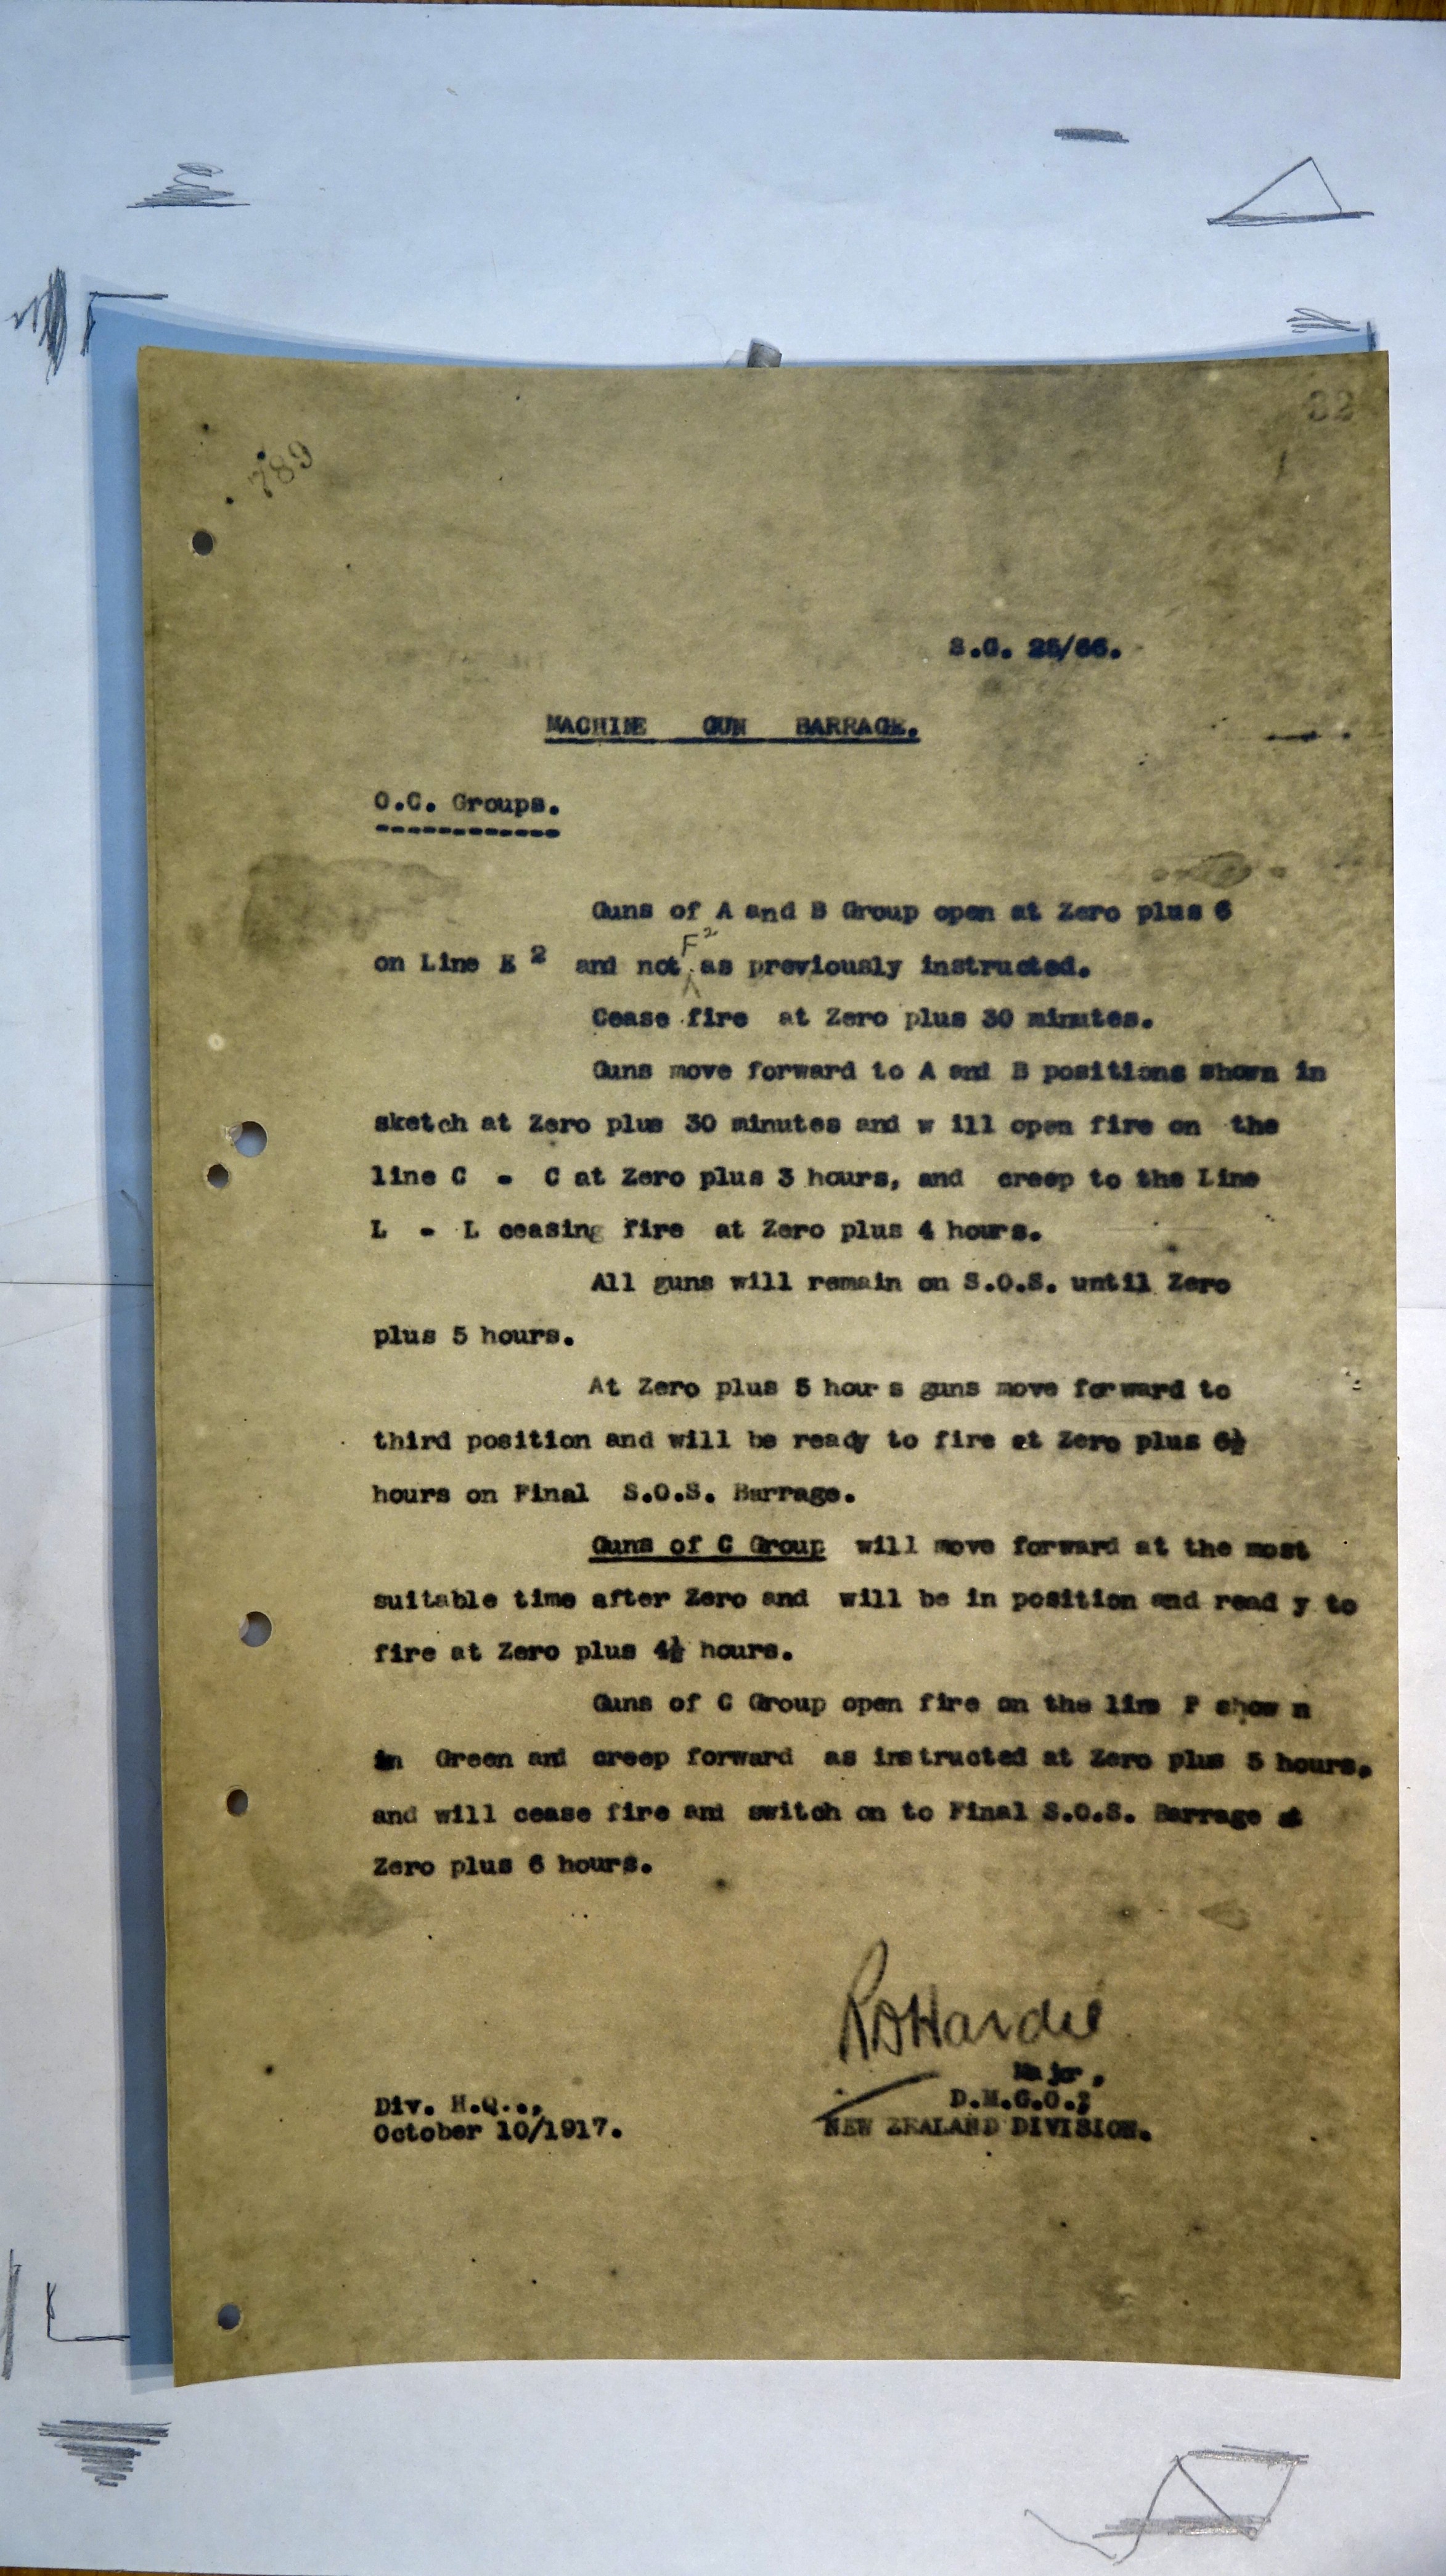 789
32
S.G. 25/66.
MACHINE GUN BARRAGE.
O.C. Groups.
------------
Guns of A and B Group open at Zero plus 6
on Line E 2 and not F2 as previously instructed.
Cease fire at Zero plus 30 minutes.
Guns move forward to A and B positions shown in
sketch at Zero plus 30 minutes and w ill open fire on the
line C - C at Zero plus 3 hours, and creep to the Line
L - L ceasing fire at Zero plus 4 hours.
All guns will remain on S.O.S. until Zero
plus 5 hours.
At Zero plus 5 hour s guns move forward to
third position and will be ready to fire at Zero plus 6½
hours on Final S.O.S. Barrage.
Guns of C Group will move forward at the most
suitable time after Zero and will be in position and read y to
fire at Zero plus 4½ hours.
Guns of C Group open fire on the line P show n
in Green and creep forward as instructed at Zero plus 5 hours.
and will cease fire and switch on to Final S.O.S. Barrage at
Zero plus 6 hours.
Hardie
Major,
Div. H.Q..,
D.M.G.O.;
October 10/1917.
NEW ZEALAND DIVISION.